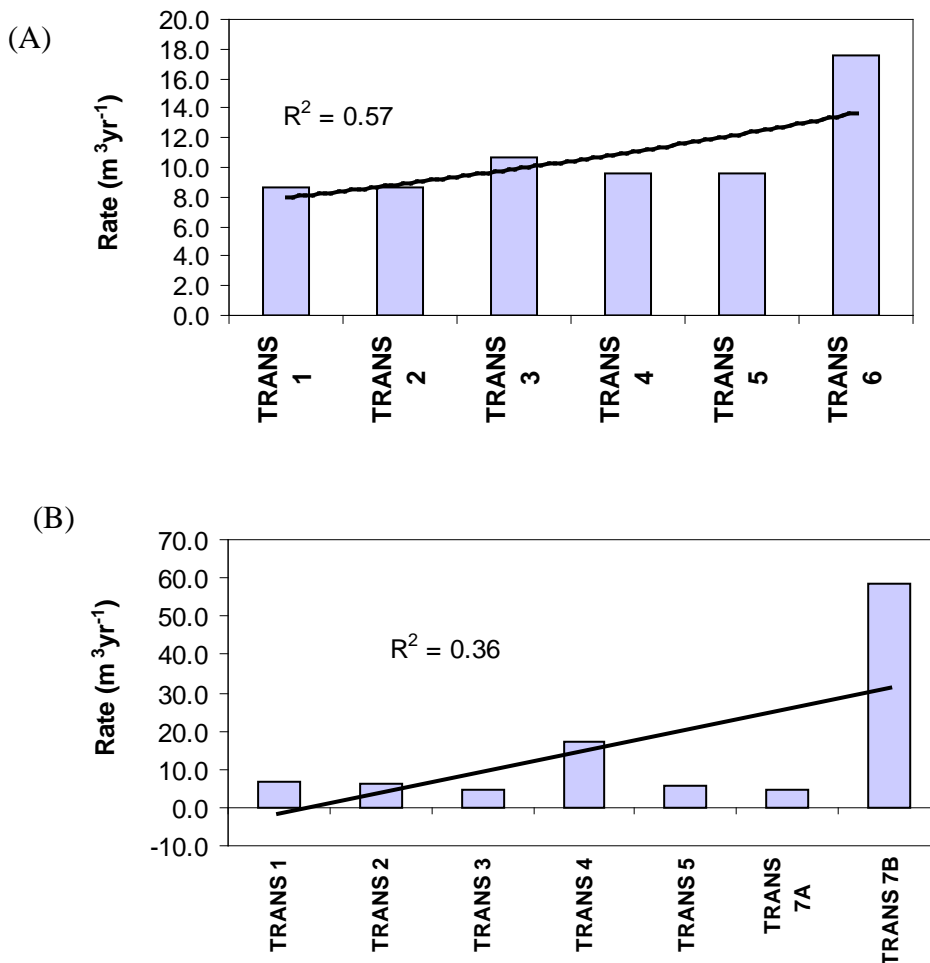 (A)
Rate (m³yr⁻¹)
20.0
18.0
16.0
14.0
12.0
10.0
8.0
6.0
4.0
2.0
0.0
R² = 0.57
TRANS 1
TRANS 2
TRANS 3
TRANS 4
TRANS 5
TRANS 6
(B)
Rate (m³yr⁻¹)
70.0
60.0
50.0
40.0
30.0
20.0
10.0
0.0
-10.0
R² = 0.36
TRANS 1
TRANS 2
TRANS 3
TRANS 4
TRANS 5
TRANS 7A
TRANS 7B